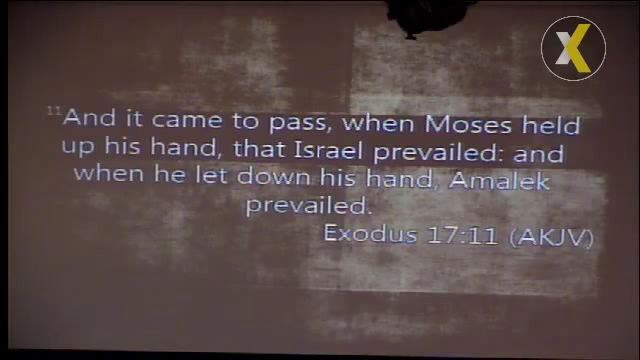 11And it came to pass, when Moses held
up his hand, that Israel prevailed: and
when he let down his hand, Amalek
prevailed.
Exodus 17:11 (AKJV)
X